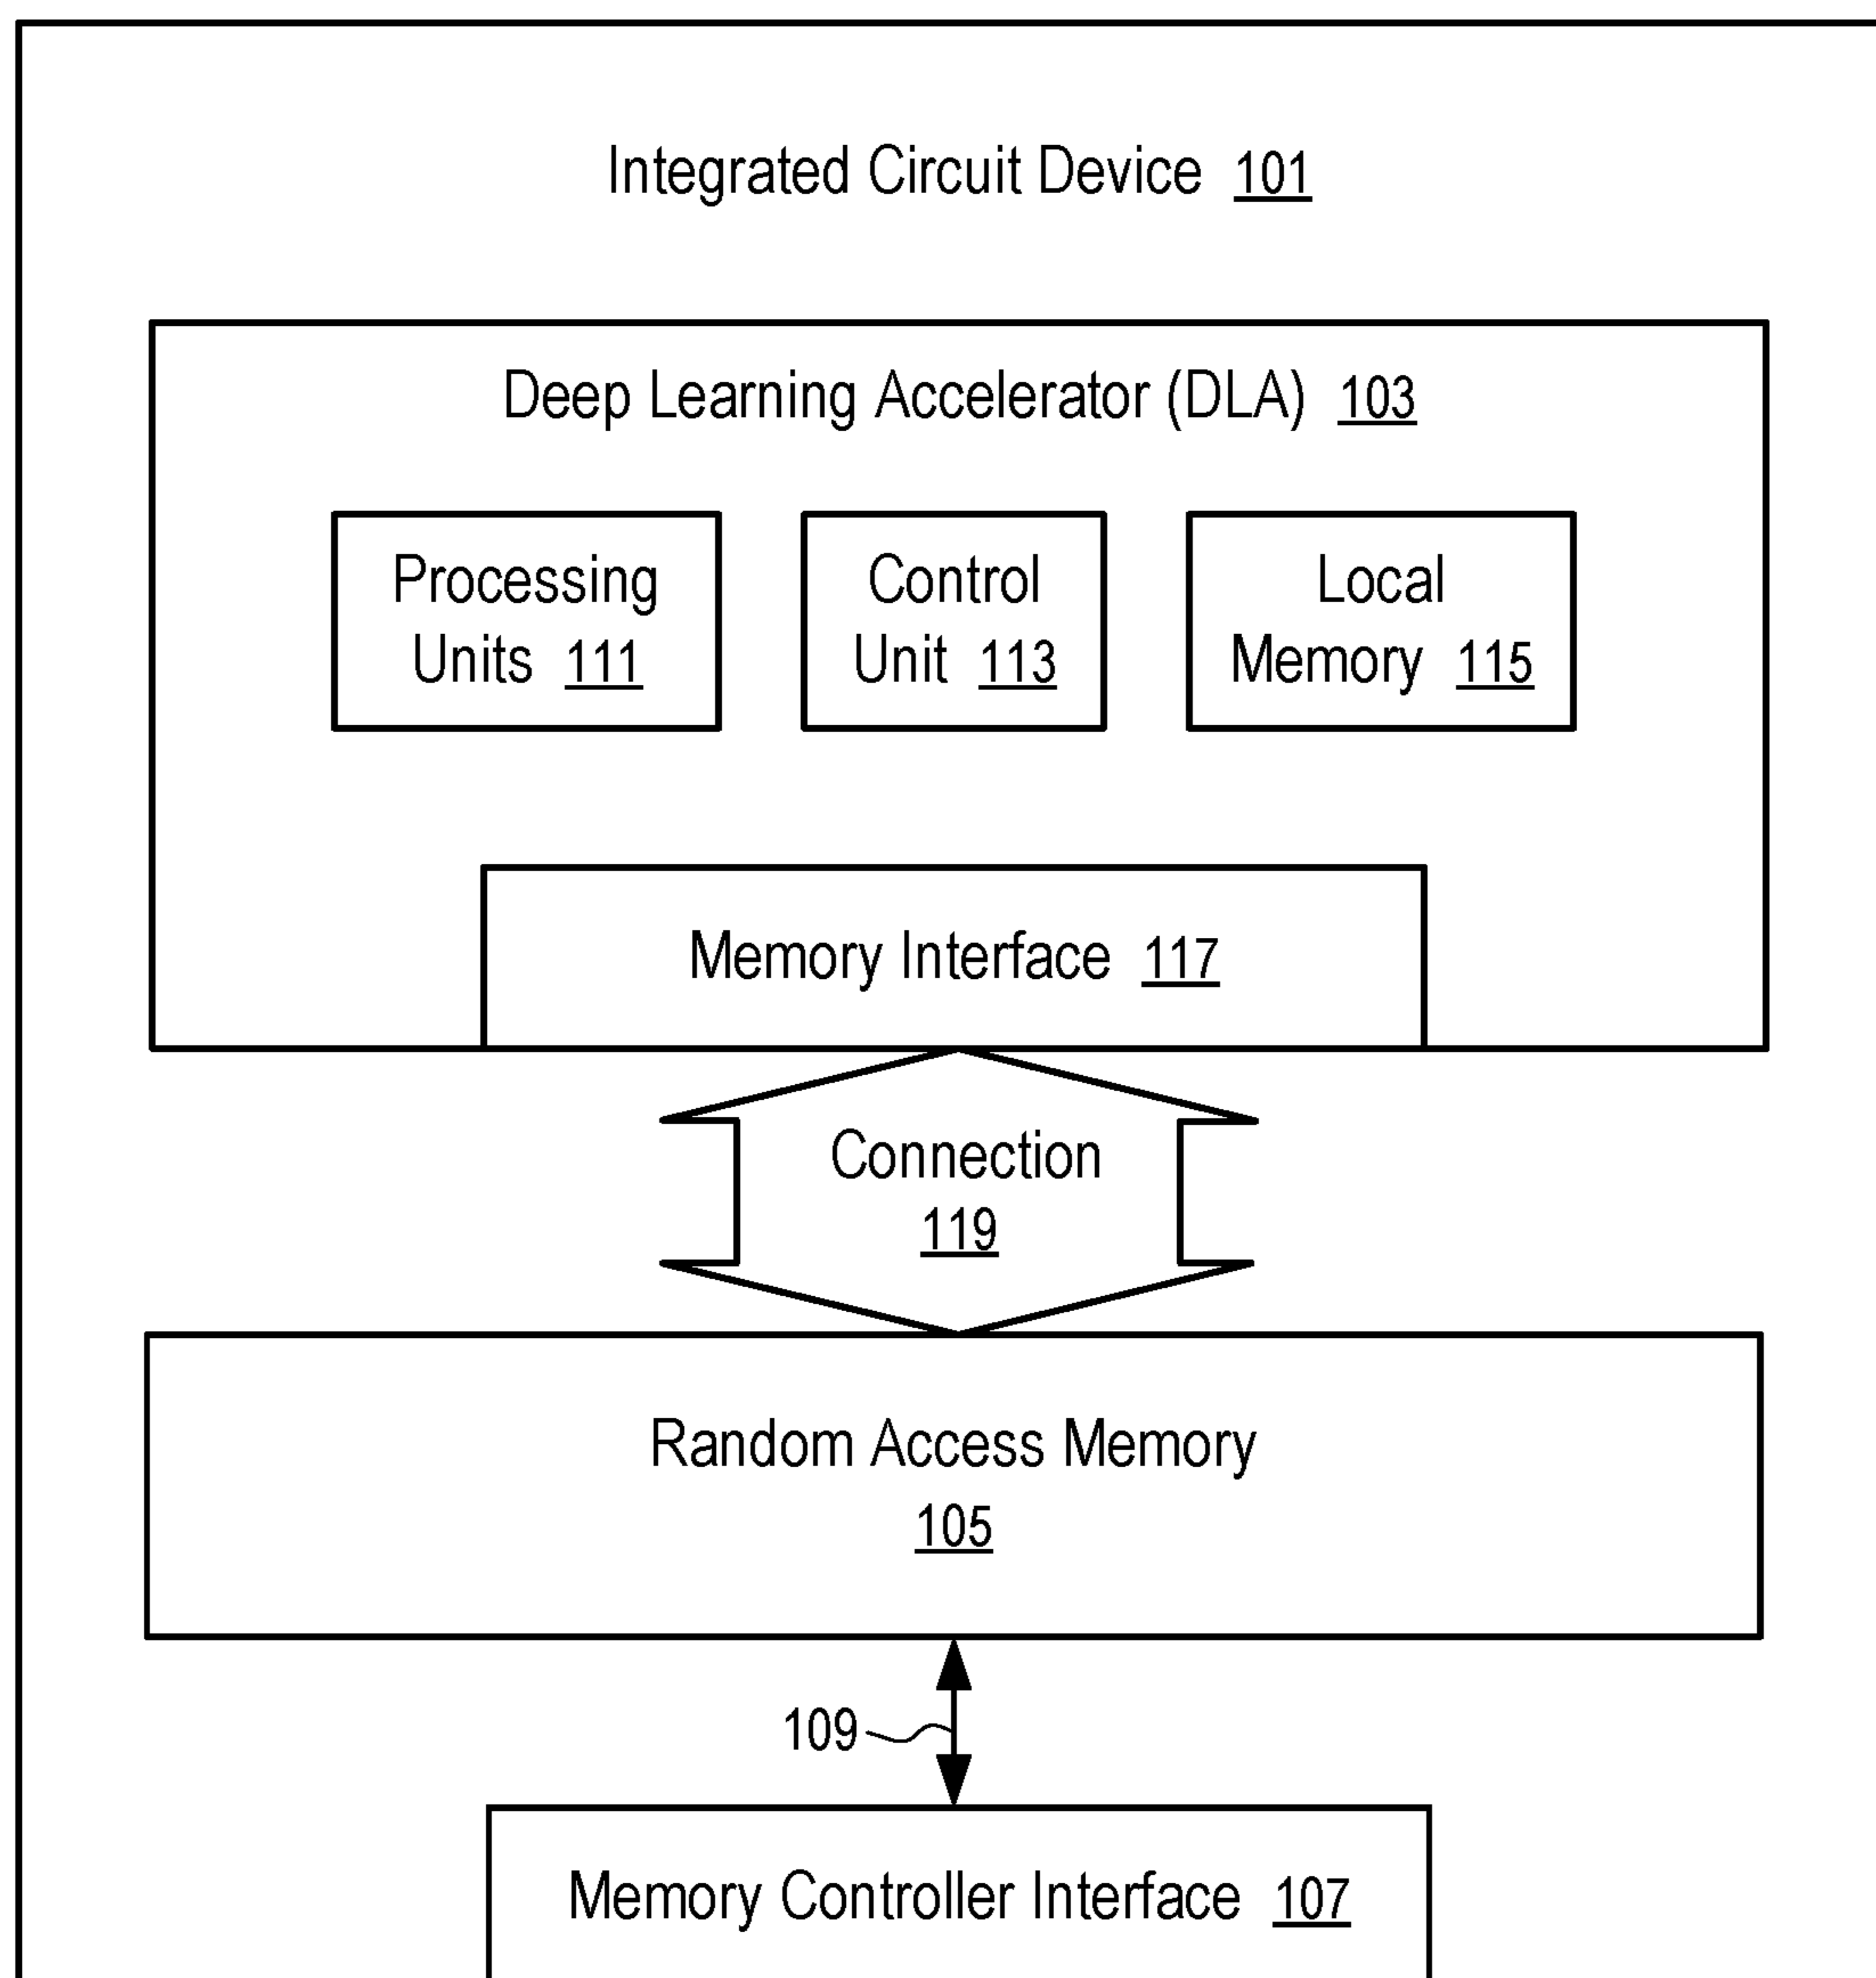 Integrated Circuit Device 101
Deep Learning Accelerator (DLA) 103
Processing
Units 111
Control
Unit 113
Local
Memory 115
Memory Interface 117
Connection
119
Random Access Memory
105
109
Memory Controller Interface 107